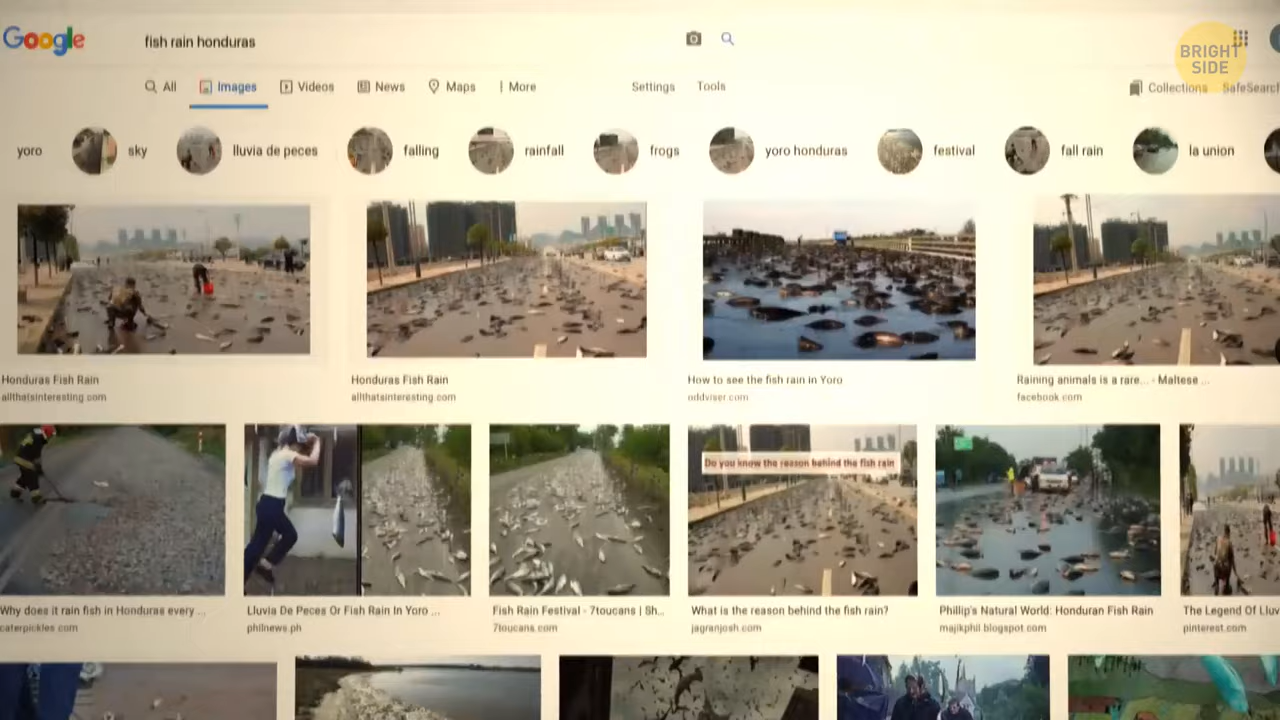 Google
fish rain honduras
BRIGHT
SIDE
All
Images
Videos
News
Maps
More
Settings
Tools
Collections
SafeSearch
yoro
sky
lluvia de peces
falling
rainfall
frogs
yoro honduras
festival
fall rain
la union
Honduras Fish Rain
allthatsinteresting.com
Honduras Fish Rain
allthatsinteresting.com
How to see the fish rain in Yoro
oddviser.com
Raining animals is a rare... - Maltese ...
facebook.com
Do you know the reason behind the fish rain
Why does it rain fish in Honduras every ...
caterpickles.com
Lluvia De Peces Or Fish Rain In Yoro ...
philnews.ph
Fish Rain Festival - 7toucans | Sh...
7toucans.com
What is the reason behind the fish rain?
jagranjosh.com
Phillip's Natural World: Honduran Fish Rain
majikphil.blogspot.com
The Legend Of Lluv
pinterest.com